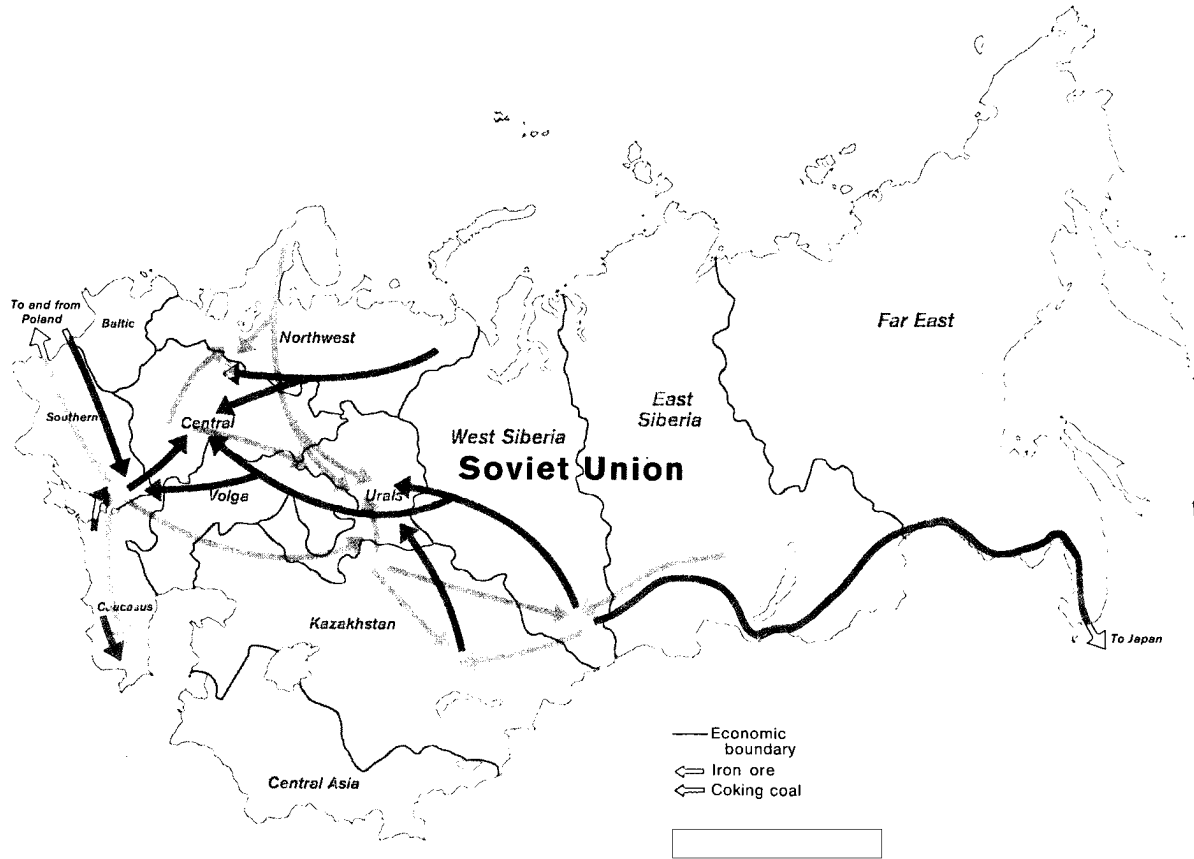 To and from
Poland
Baltic
Northwest
Far East
Southern
Central
East
Siberia
West Siberia
Soviet Union
Volga
Urals
Caucasus
Kazakhstan
To Japan
Economic
boundary
Iron ore
Coking coal
Central Asia